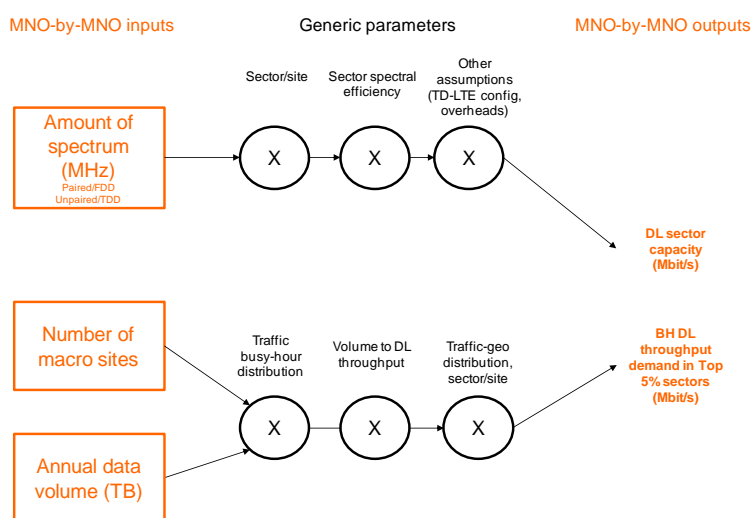 MNO-by-MNO inputs
Generic parameters
MNO-by-MNO outputs
Sector/site
Sector spectral
efficiency
Other
assumptions
(TD-LTE config,
overheads)
Amount of
spectrum
(MHz)
Paired/FDD
Unpaired/TDD
X
X
X
DL sector
capacity
(Mbit/s)
Number of
macro sites
Traffic
busy-hour
distribution
Volume to DL
throughput
Traffic-geo
distribution,
sector/site
BH DL
throughput
demand in Top
5% sectors
(Mbit/s)
X
X
X
Annual data
volume (TB)